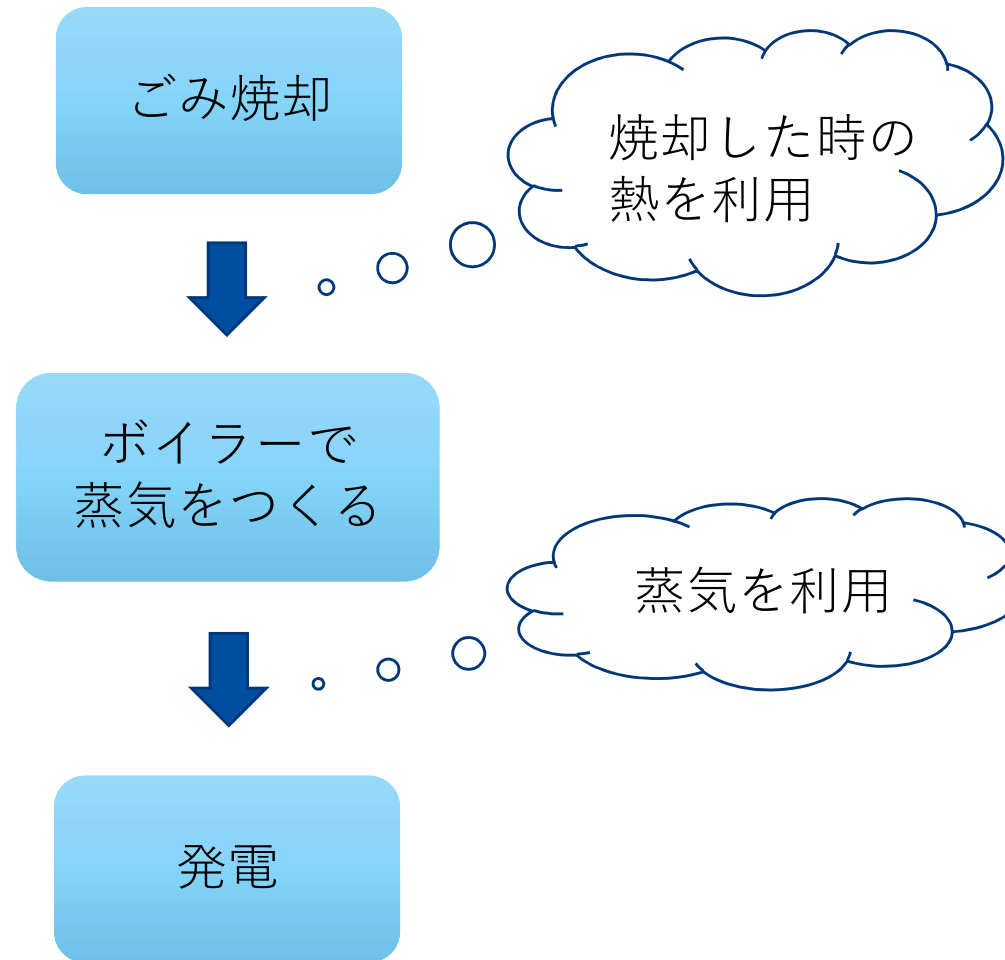 ごみ焼却
焼却した時の
熱を利用
ボイラーで
蒸気をつくる
蒸気を利用
発電